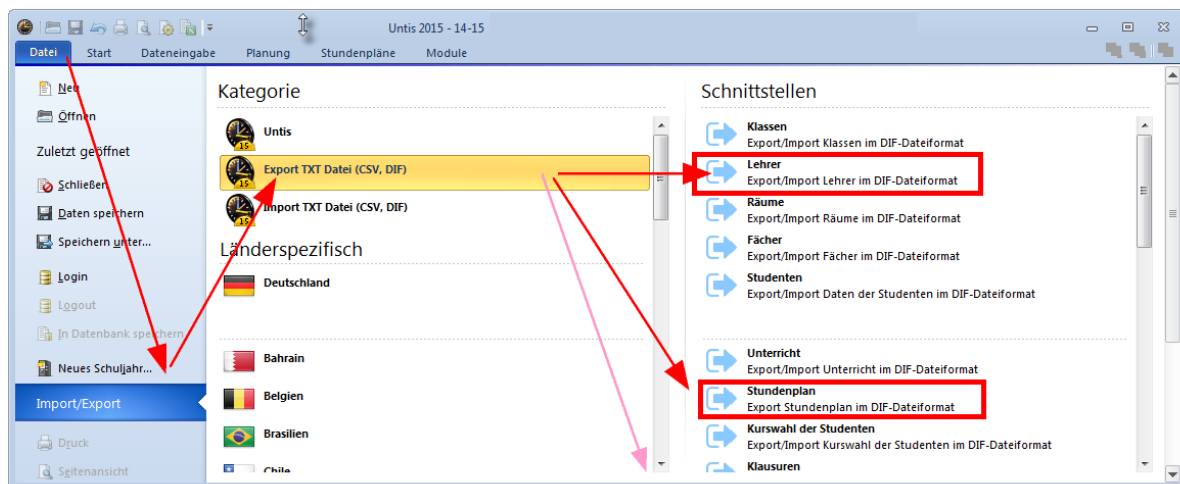 Untis 2015 - 14-15
Datei Start Dateneingabe Planung Stundenpläne Module
Neu
Öffnen
Zuletzt geöffnet
Schließen
Daten speichern
Speichern unter...
Login
Logout
In Datenbank speichern
Neues Schuljahr...
Import/Export
Druck
Seitenansicht
Kategorie
15
Untis
15
Export TXT Datei (CSV, DIF)
15
Import TXT Datei (CSV, DIF)
Länderspezifisch
Deutschland
Bahrain
Belgien
Brasilien
Chile
Schnittstellen
Klassen
Export/Import Klassen im DIF-Dateiformat
Lehrer
Export/Import Lehrer im DIF-Dateiformat
Räume
Export/Import Räume im DIF-Dateiformat
Fächer
Export/Import Fächer im DIF-Dateiformat
Studenten
Export/Import Daten der Studenten im DIF-Dateiformat
Unterricht
Export/Import Unterricht im DIF-Dateiformat
Stundenplan
Export Stundenplan im DIF-Dateiformat
Kurswahl der Studenten
Export/Import Kurswahl der Studenten im DIF-Dateiformat
Klausuren